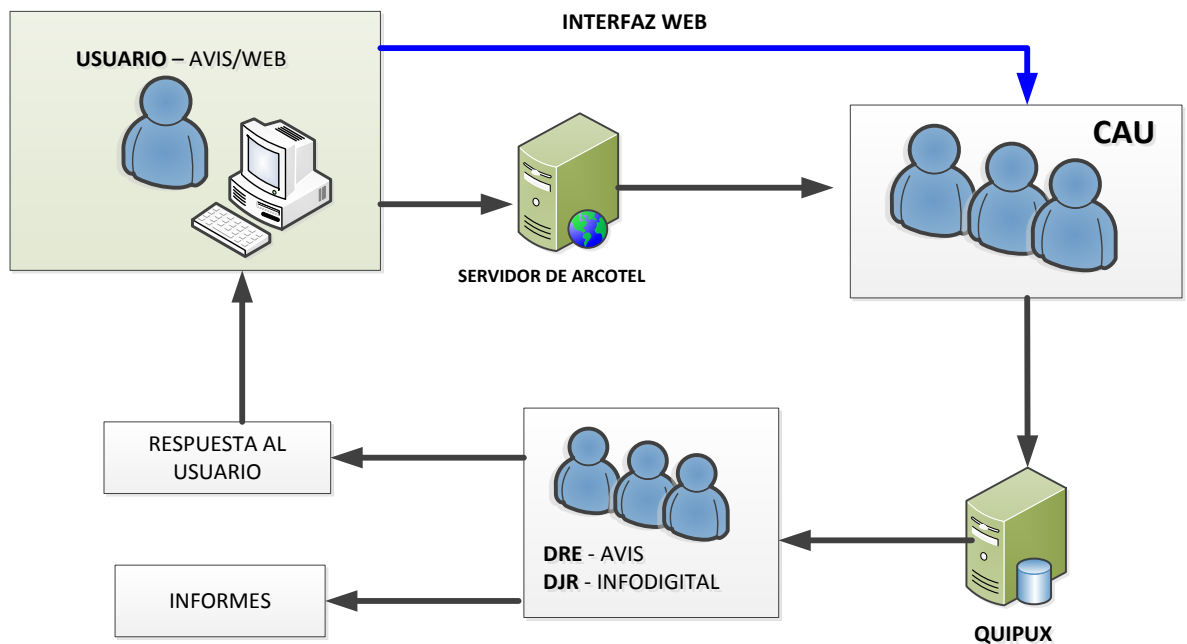 INTERFAZ WEB
USUARIO – AVIS/WEB
CAU
SERVIDOR DE ARCOTEL
RESPUESTA AL
USUARIO
DRE - AVIS
DJR - INFODIGITAL
INFORMES
QUIPUX